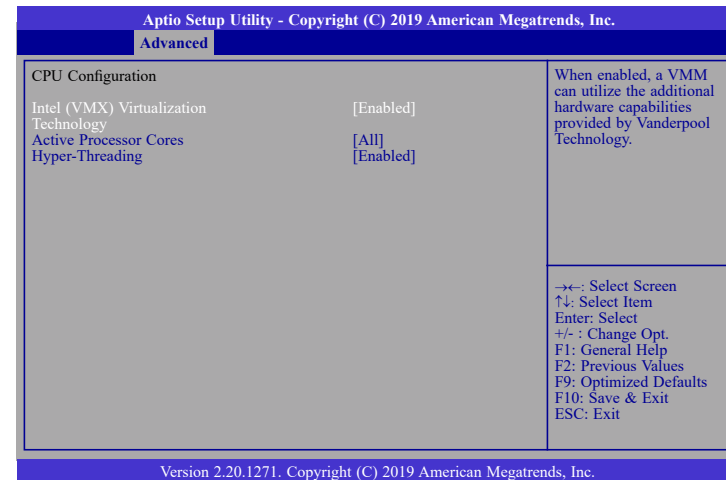 Aptio Setup Utility - Copyright (C) 2019 American Megatrends, Inc.
Advanced
CPU Configuration
Intel (VMX) Virtualization [Enabled]
Technology
Active Processor Cores [All]
Hyper-Threading [Enabled]
When enabled, a VMM
can utilize the additional
hardware capabilities
provided by Vanderpool
Technology.
→←: Select Screen
↑↓: Select Item
Enter: Select
+/- : Change Opt.
F1: General Help
F2: Previous Values
F9: Optimized Defaults
F10: Save & Exit
ESC: Exit
Version 2.20.1271. Copyright (C) 2019 American Megatrends, Inc.